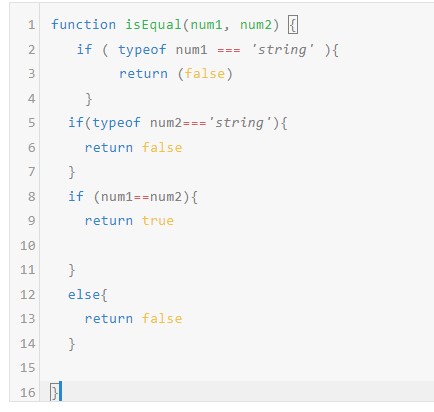 1 function isEqual(num1, num2) {
2 if ( typeof num1 === 'string' ){
3 return (false)
4 }
5 if(typeof num2==='string'){
6 return false
7 }
8 if (num1==num2){
9 return true
10
11 }
12 else{
13 return false
14 }
15
16 }